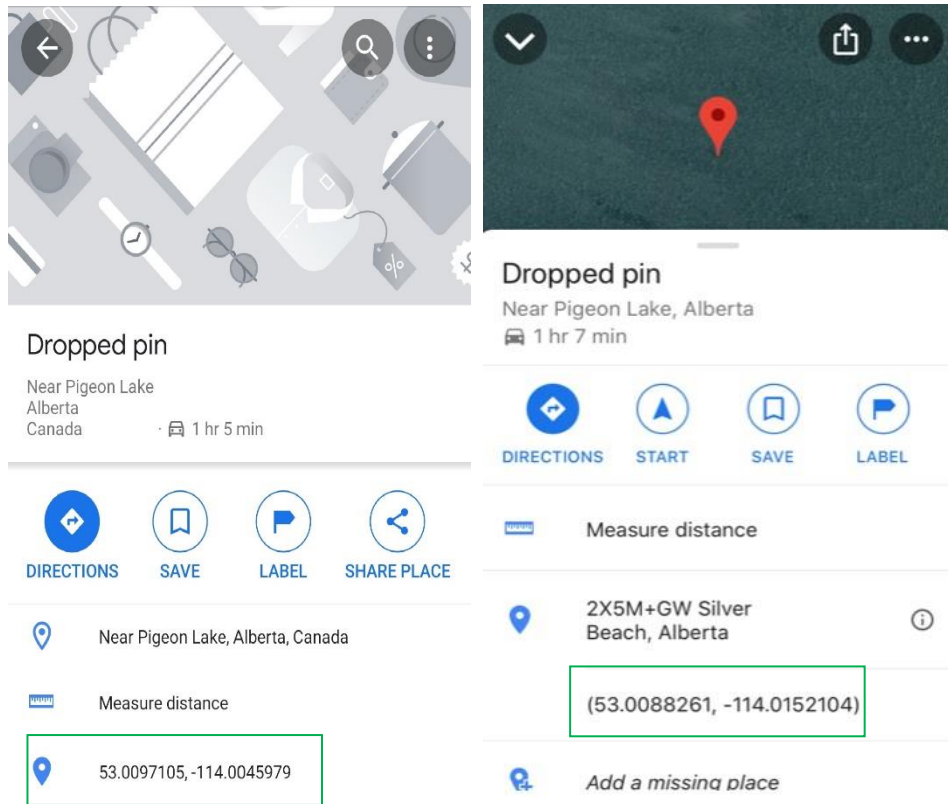 Dropped pin
Near Pigeon Lake
Alberta
Canada · 1 hr 5 min
DIRECTIONS SAVE LABEL SHARE PLACE
Near Pigeon Lake, Alberta, Canada
Measure distance
53.0097105, -114.0045979
Dropped pin
Near Pigeon Lake, Alberta
1 hr 7 min
DIRECTIONS START SAVE LABEL
Measure distance
2X5M+GW Silver
Beach, Alberta
(53.0088261, -114.0152104)
Add a missing place